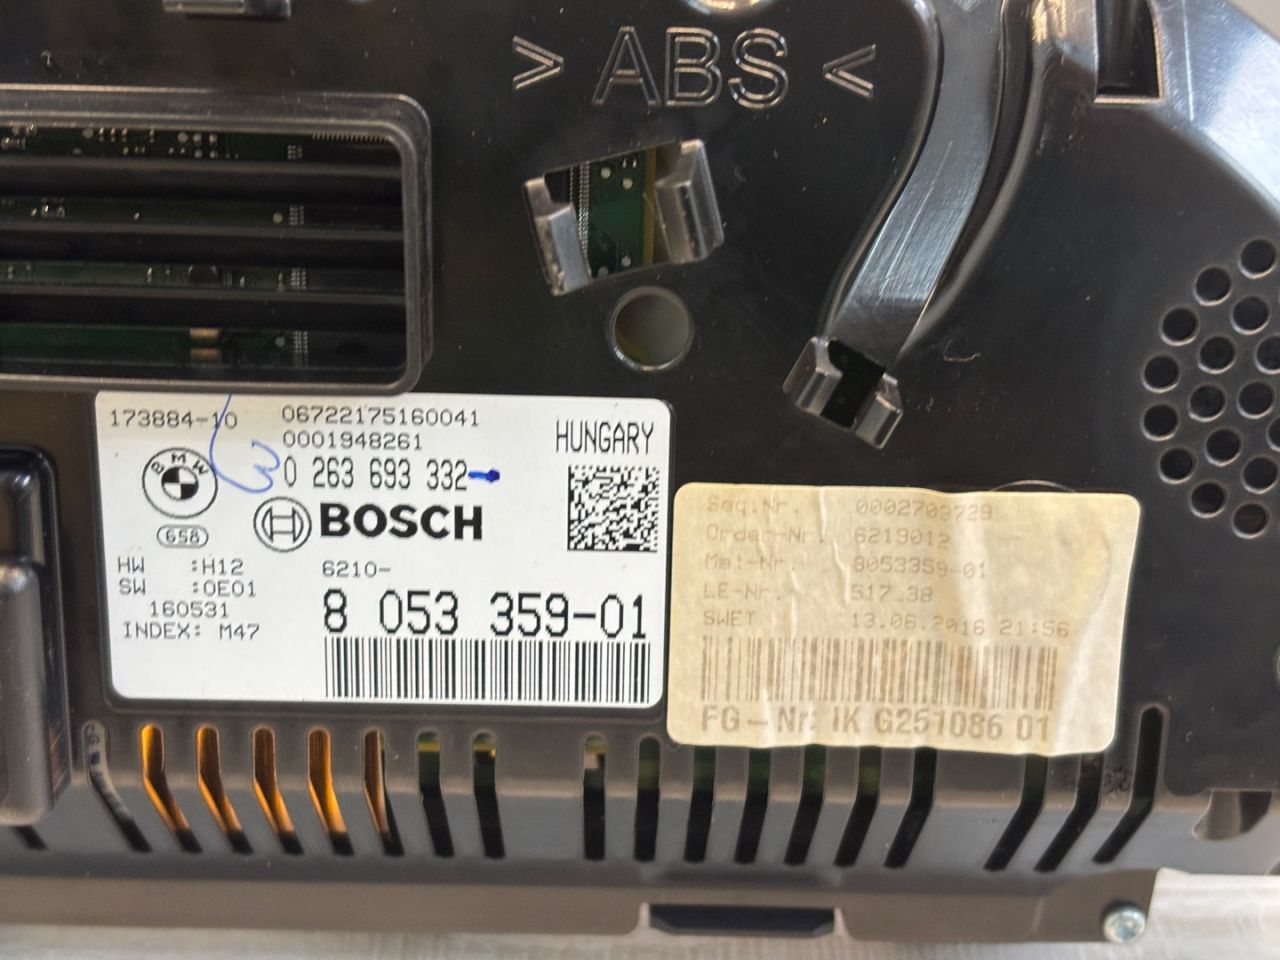 > ABS <
173884-10
06722175160041
0001948261
0 263 693 332
HUNGARY
BMW
BOSCH
658
HW :H12
SW :0E01
160531
INDEX: M47
6210-
8 053 359-01
Seq.Nr. 0002703729
Order-Nr. 6219012
Mat-Nr. 8053359-01
LE-Nr. 517_38
SWET 13.06.2016 21:56
FG-Nr. IK G251086 01